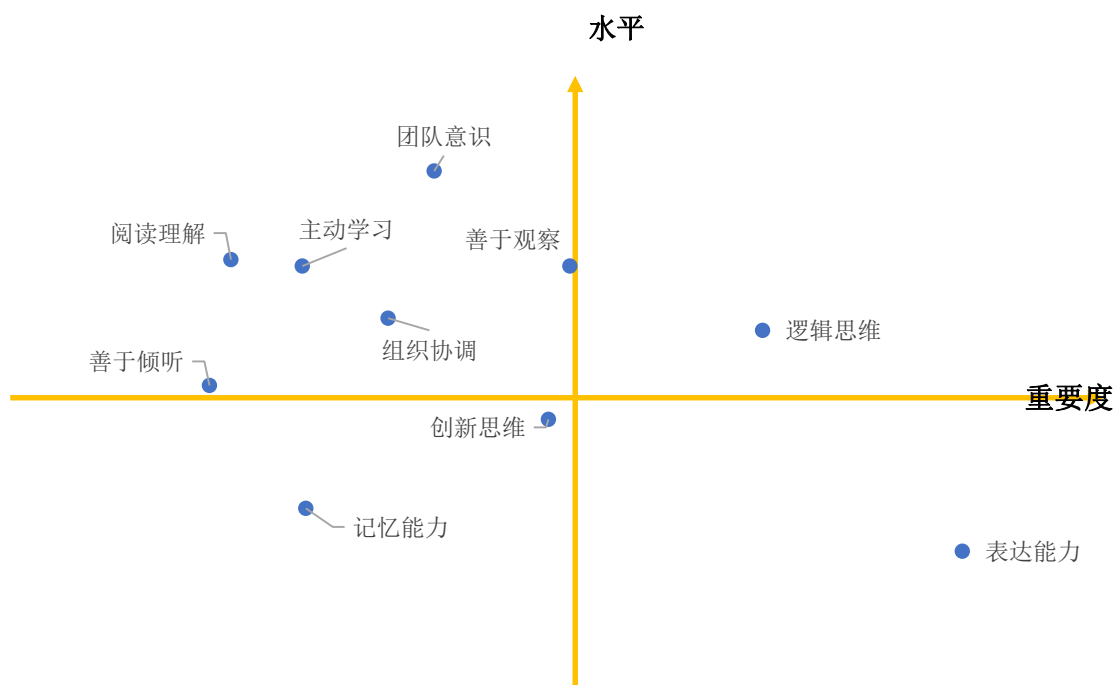 水平
团队意识
阅读理解
主动学习
善于观察
逻辑思维
组织协调
善于倾听
重要度
创新思维
记忆能力
表达能力